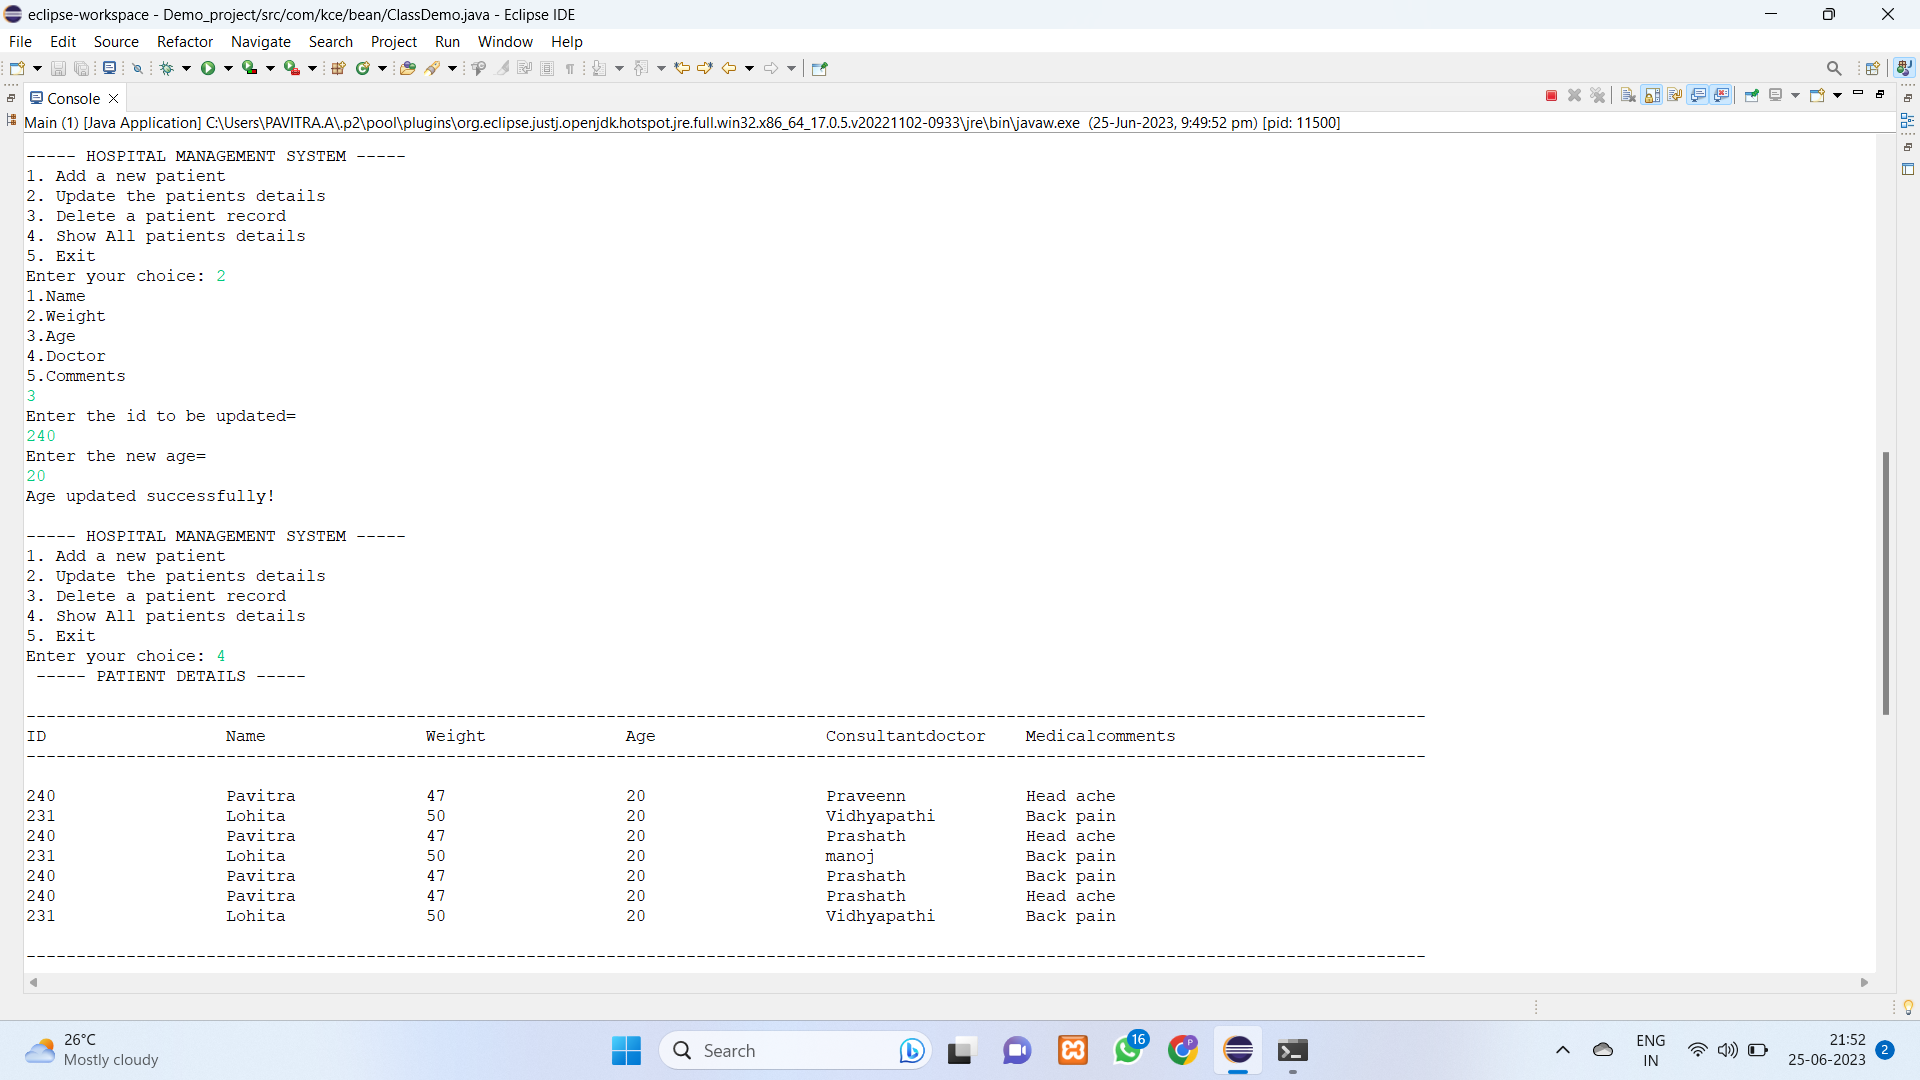 eclipse-workspace - Demo_project/src/com/kce/bean/ClassDemo.java - Eclipse IDE
File Edit Source Refactor Navigate Search Project Run Window Help
Console
Main (1) [Java Application] C:\Users\PAVITRA.A\.p2\pool\plugins\org.eclipse.justj.openjdk.hotspot.jre.full.win32.x86_64_17.0.5.v20221102-0933\jre\bin\javaw.exe (25-Jun-2023, 9:49:52 pm) [pid: 11500]
----- HOSPITAL MANAGEMENT SYSTEM -----
1. Add a new patient
2. Update the patients details
3. Delete a patient record
4. Show All patients details
5. Exit
Enter your choice: 2
1.Name
2.Weight
3.Age
4.Doctor
5.Comments
3
Enter the id to be updated=
240
Enter the new age=
20
Age updated successfully!
----- HOSPITAL MANAGEMENT SYSTEM -----
1. Add a new patient
2. Update the patients details
3. Delete a patient record
4. Show All patients details
5. Exit
Enter your choice: 4
----- PATIENT DETAILS -----
--------------------------------------------------------------------------------------------------------------------------------------------
ID Name Weight Age Consultantdoctor Medicalcomments
--------------------------------------------------------------------------------------------------------------------------------------------
240 Pavitra 47 20 Praveenn Head ache
231 Lohita 50 20 Vidhyapathi Back pain
240 Pavitra 47 20 Prashath Head ache
231 Lohita 50 20 manoj Back pain
240 Pavitra 47 20 Prashath Back pain
240 Pavitra 47 20 Prashath Head ache
231 Lohita 50 20 Vidhyapathi Back pain
--------------------------------------------------------------------------------------------------------------------------------------------
26°C
Mostly cloudy
Search
16
P
ENG
IN
21:52
25-06-2023
2